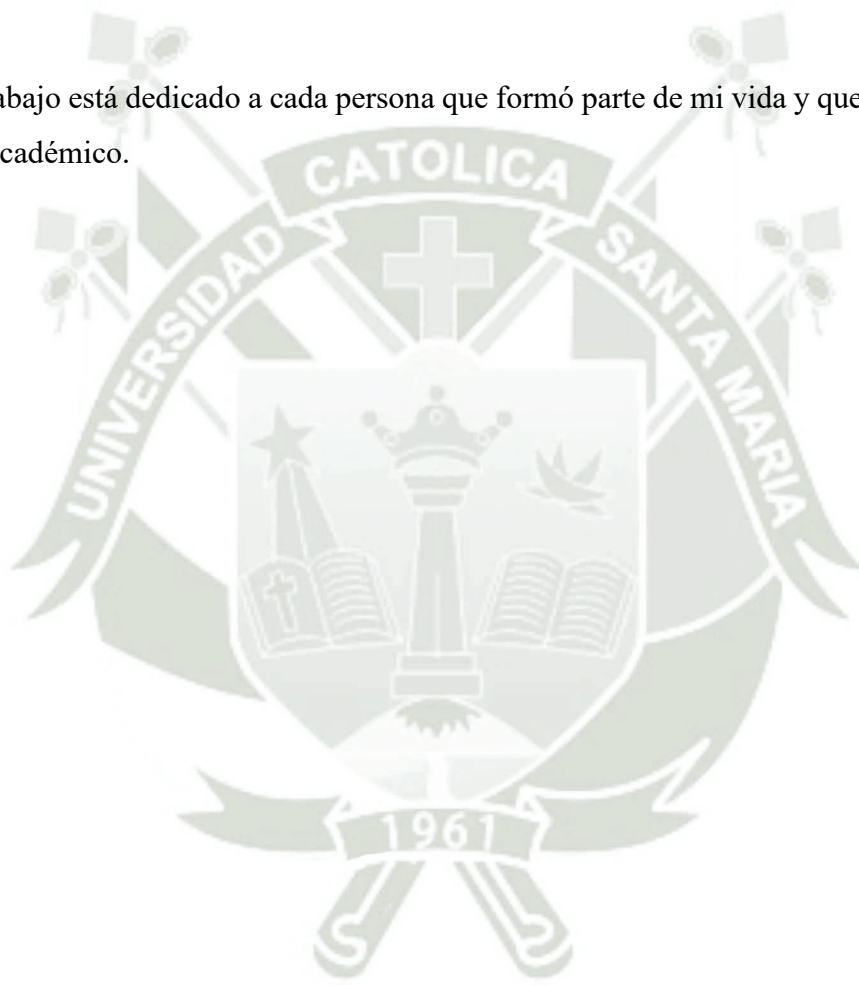 abajo está dedicado a cada persona que formó parte de mi vida y que
cadémico.
CATOLICA
UNIVERSIDAD
SANTA MARIA
1961